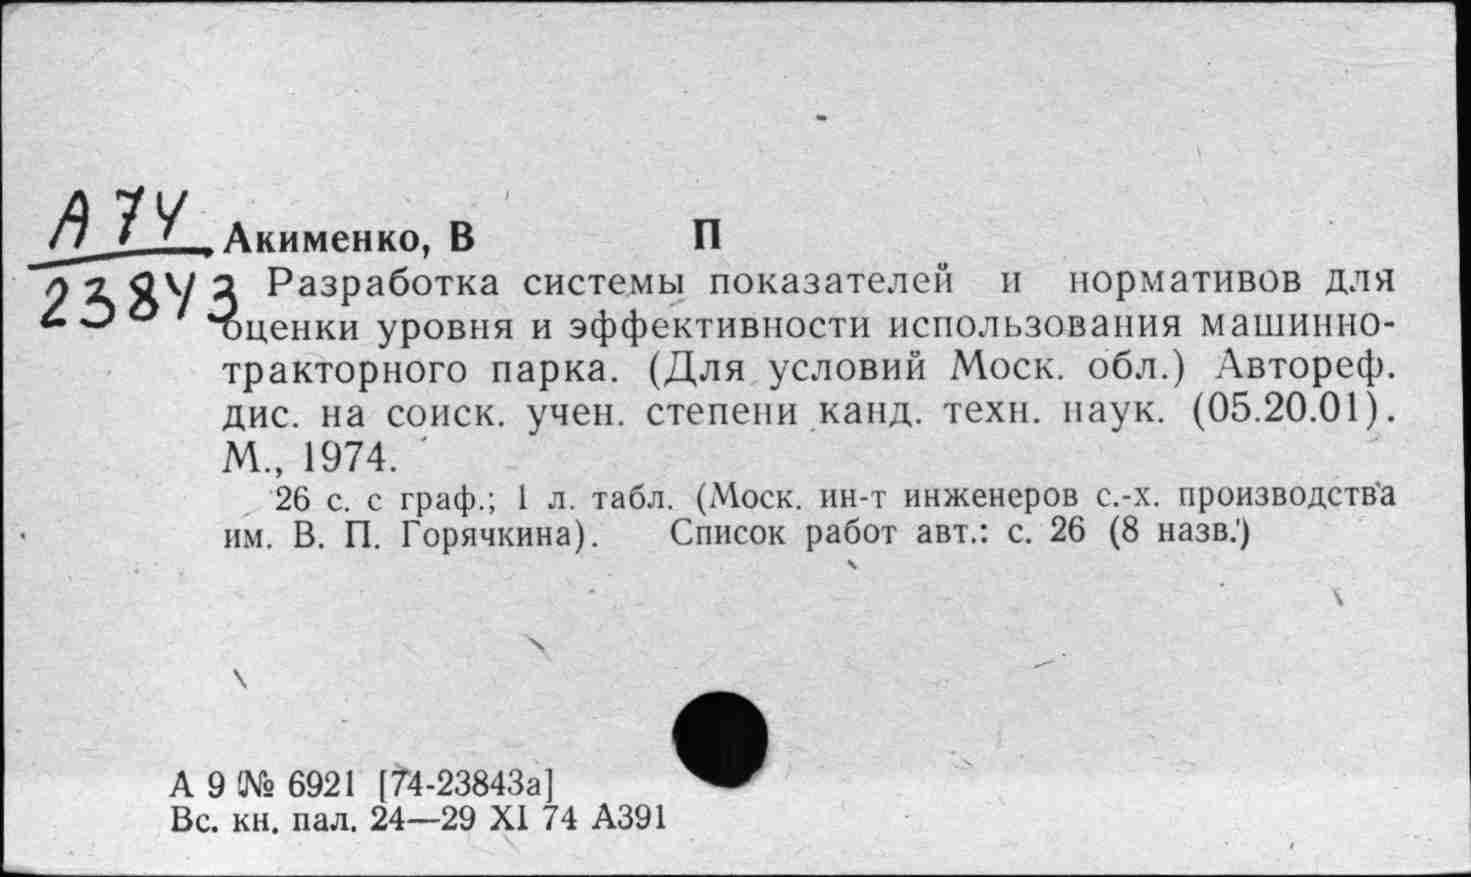 А74
23843
Акименко, В П
Разработка системы показателей и нормативов для
оценки уровня и эффективности использования машинно-
тракторного парка. (Для условий Моск. обл.) Автореф.
дис. на соиск. учен. степени канд. техн. наук. (05.20.01).
М., 1974.
26 с. с граф.; 1 л. табл. (Моск. ин-т инженеров с.-х. производства
им. В. П. Горячкина). Список работ авт.: с. 26 (8 назв.)
А 9 № 6921 [74-23843а]
Вс. кн. пал. 24—29 XI 74 А391